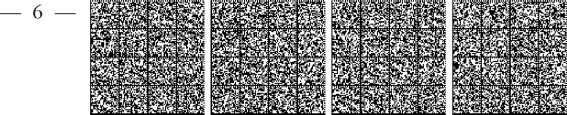 — 6 —